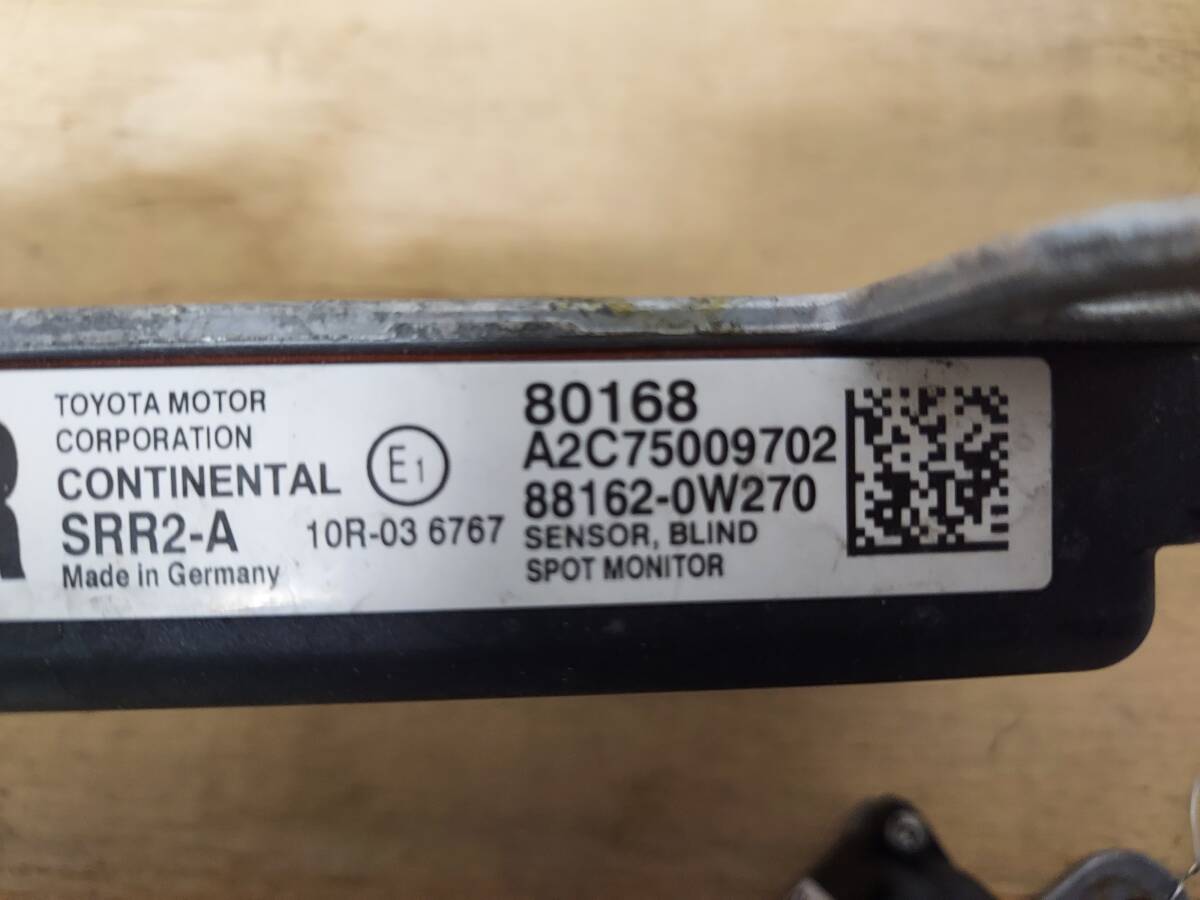 R
TOYOTA MOTOR
CORPORATION
CONTINENTAL
SRR2-A
Made in Germany
E1
10R-03 6767
80168
A2C75009702
88162-0W270
SENSOR, BLIND
SPOT MONITOR